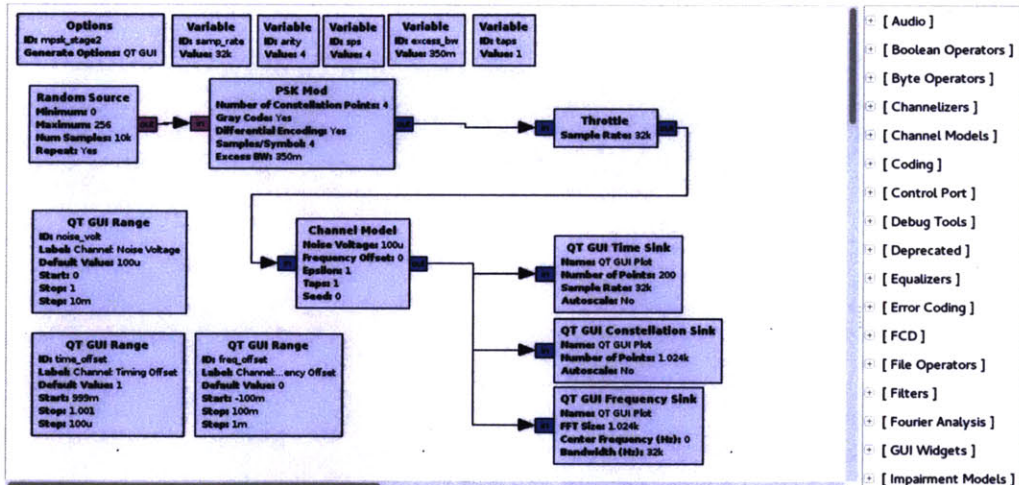 Options
ID: mpsk_stage2
Generate Options: QT GUI
Variable
ID: samp_rate
Value: 32k
Variable
ID: arity
Value: 4
Variable
ID: sps
Value: 4
Variable
ID: excess_bw
Value: 350m
Variable
ID: taps
Value: 1
Random Source
Minimum: 0
Maximum: 256
Num Samples: 10k
Repeat: Yes
out
in
PSK Mod
Number of Constellation Points: 4
Gray Code: Yes
Differential Encoding: Yes
Samples/Symbol: 4
Excess BW: 350m
out
in
Throttle
Sample Rate: 32k
out
QT GUI Range
ID: noise_volt
Label: Channel: Noise Voltage
Default Value: 100u
Start: 0
Stop: 1
Step: 10m
in
Channel Model
Noise Voltage: 100u
Frequency Offset: 0
Epsilon: 1
Taps: 1
Seed: 0
out
in
QT GUI Time Sink
Name: QT GUI Plot
Number of Points: 200
Sample Rate: 32k
Autoscale: No
QT GUI Range
ID: time_offset
Label: Channel: Timing Offset
Default Value: 1
Start: 999m
Stop: 1.001
Step: 100u
QT GUI Range
ID: freq_offset
Label: Channel:...ency Offset
Default Value: 0
Start: -100m
Stop: 100m
Step: 1m
in
QT GUI Constellation Sink
Name: QT GUI Plot
Number of Points: 1.024k
Autoscale: No
in
QT GUI Frequency Sink
Name: QT GUI Plot
FFT Size: 1.024k
Center Frequency (Hz): 0
Bandwidth (Hz): 32k
[ Audio ]
[ Boolean Operators ]
[ Byte Operators ]
[ Channelizers ]
[ Channel Models ]
[ Coding ]
[ Control Port ]
[ Debug Tools ]
[ Deprecated ]
[ Equalizers ]
[ Error Coding ]
[ FCD ]
[ File Operators ]
[ Filters ]
[ Fourier Analysis ]
[ GUI Widgets ]
[ Impairment Models ]